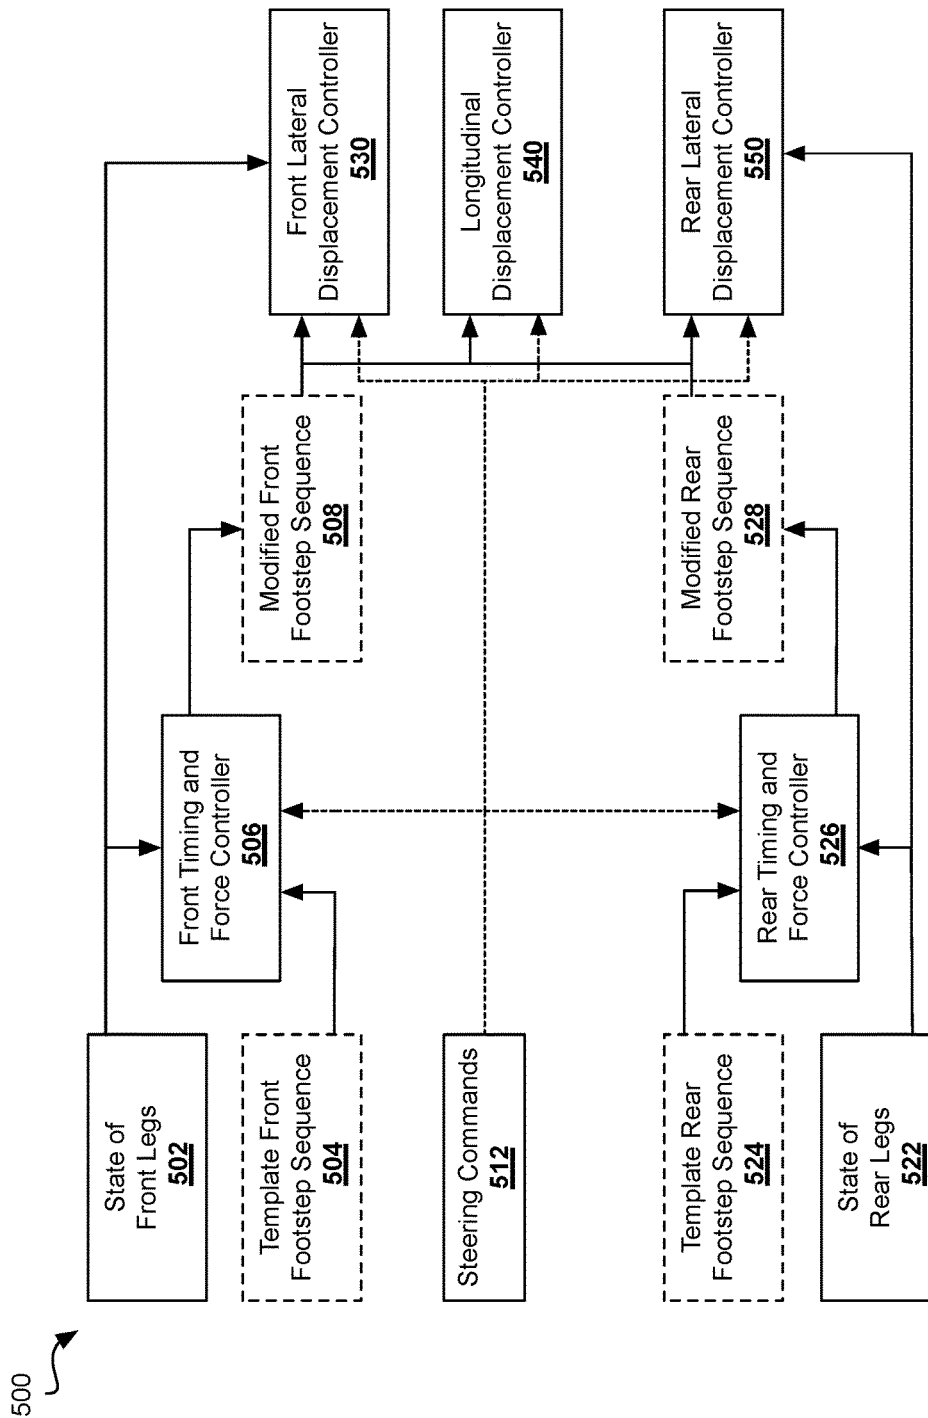 500
State of
Front Legs
502
Template Front
Footstep Sequence
504
Steering Commands
512
Template Rear
Footstep Sequence
524
State of
Rear Legs
522
Front Timing and
Force Controller
506
Rear Timing and
Force Controller
526
Modified Front
Footstep Sequence
508
Modified Rear
Footstep Sequence
528
Front Lateral
Displacement Controller
530
Longitudinal
Displacement Controller
540
Rear Lateral
Displacement Controller
550